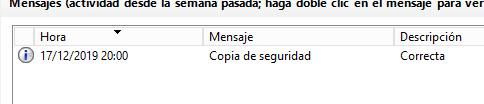 Mensajes (actividad desde la semana pasada; haga doble clic en el mensaje para ver
Hora Mensaje Descripción
17/12/2019 20:00 Copia de seguridad Correcta